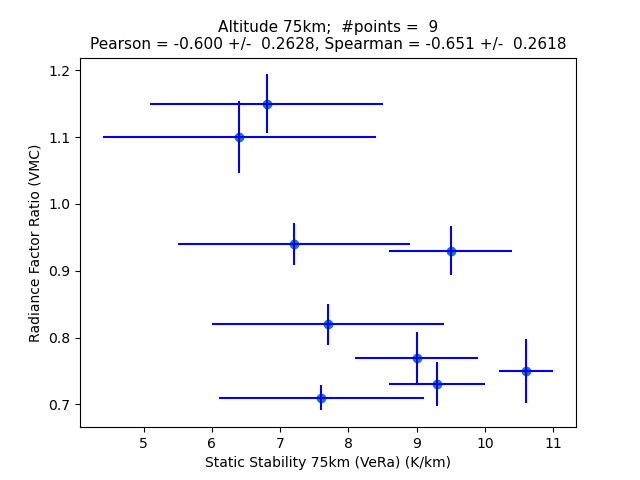 Altitude 75km;  #points =  9
Pearson = -0.600 +/-  0.2628, Spearman = -0.651 +/-  0.2618
1.2
1.1
1.0
0.9
0.8
0.7
Radiance Factor Ratio (VMC)
5 6 7 8 9 10 11
Static Stability 75km (VeRa) (K/km)